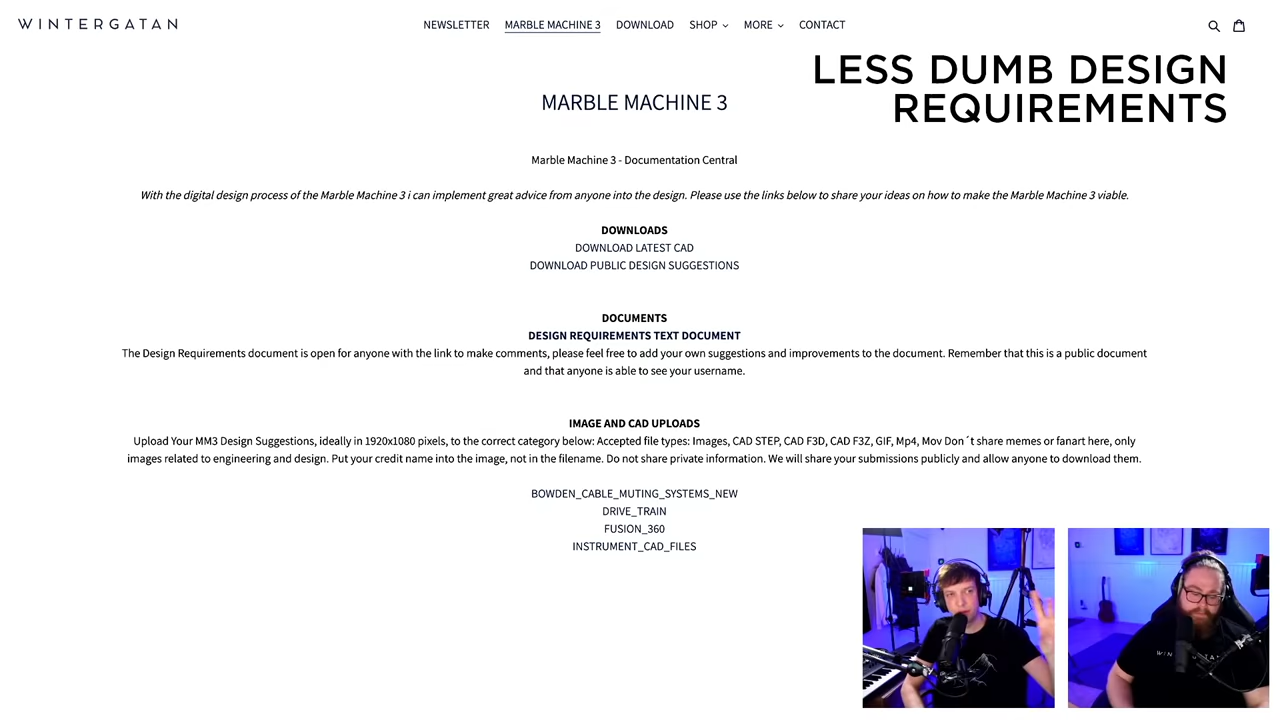 WINTERGATAN
NEWSLETTER MARBLE MACHINE 3 DOWNLOAD SHOP MORE CONTACT
LESS DUMB DESIGN
REQUIREMENTS
MARBLE MACHINE 3
Marble Machine 3 - Documentation Central
With the digital design process of the Marble Machine 3 i can implement great advice from anyone into the design. Please use the links below to share your ideas on how to make the Marble Machine 3 viable.
DOWNLOADS
DOWNLOAD LATEST CAD
DOWNLOAD PUBLIC DESIGN SUGGESTIONS
DOCUMENTS
DESIGN REQUIREMENTS TEXT DOCUMENT
The Design Requirements document is open for anyone with the link to make comments, please feel free to add your own suggestions and improvements to the document. Remember that this is a public document
and that anyone is able to see your username.
IMAGE AND CAD UPLOADS
Upload Your MM3 Design Suggestions, ideally in 1920x1080 pixels, to the correct category below: Accepted file types: Images, CAD STEP, CAD F3D, CAD F3Z, GIF, Mp4, Mov Don´t share memes or fanart here, only
images related to engineering and design. Put your credit name into the image, not in the filename. Do not share private information. We will share your submissions publicly and allow anyone to download them.
BOWDEN_CABLE_MUTING_SYSTEMS_NEW
DRIVE_TRAIN
FUSION_360
INSTRUMENT_CAD_FILES